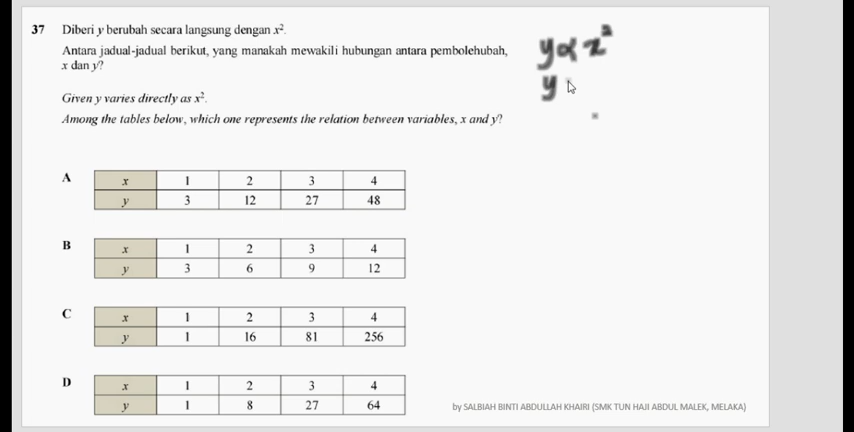 37 Diberi y berubah secara langsung dengan x².
Antara jadual-jadual berikut, yang manakah mewakili hubungan antara pembolehubah,
x dan y?
Given y varies directly as x².
Among the tables below, which one represents the relation between variables, x and y?
y∝x²
y
A
x 1 2 3 4
y 3 12 27 48
B
x 1 2 3 4
y 3 6 9 12
C
x 1 2 3 4
y 1 16 81 256
D
x 1 2 3 4
y 1 8 27 64
by SALBIAH BINTI ABDULLAH KHAIRI (SMK TUN HAJI ABDUL MALEK, MELAKA)